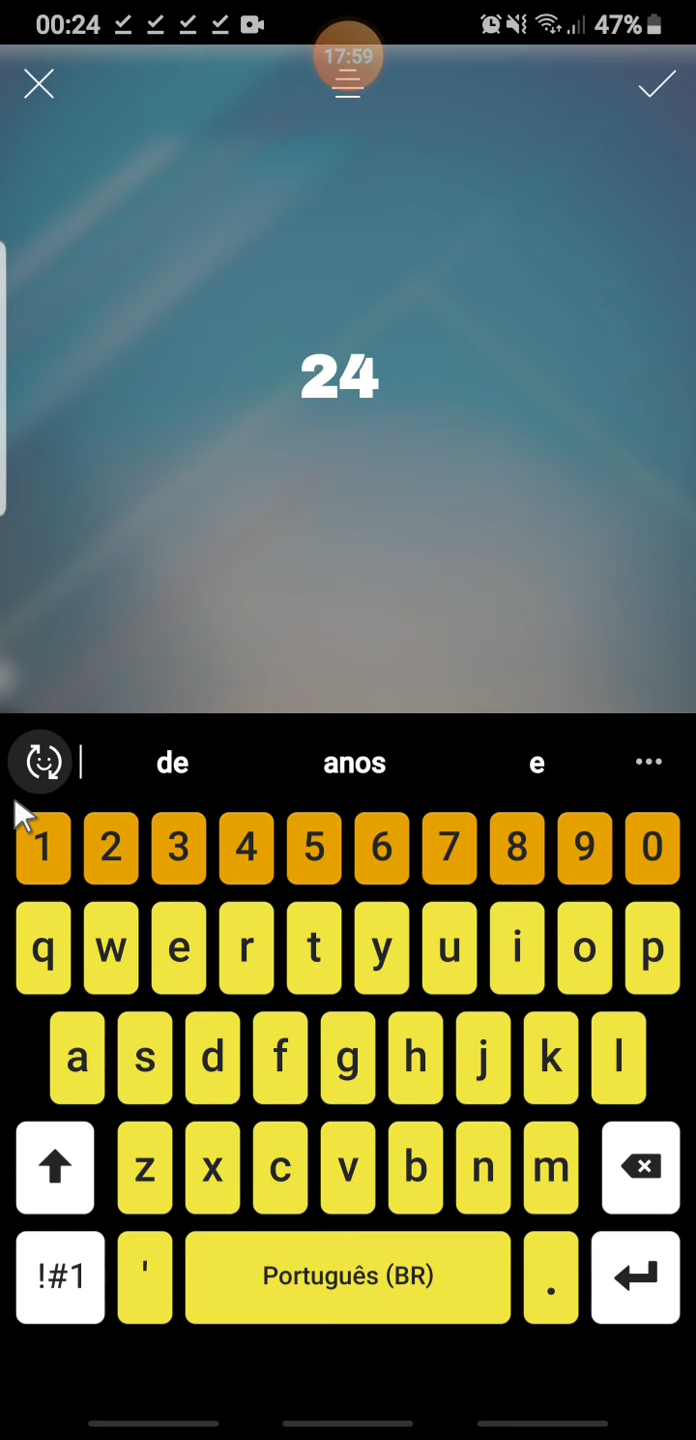 00:24 47%
17:59
24
de anos e
1 2 3 4 5 6 7 8 9 0
q w e r t y u i o p
a s d f g h j k l
z x c v b n m
!#1 ' Português (BR) .